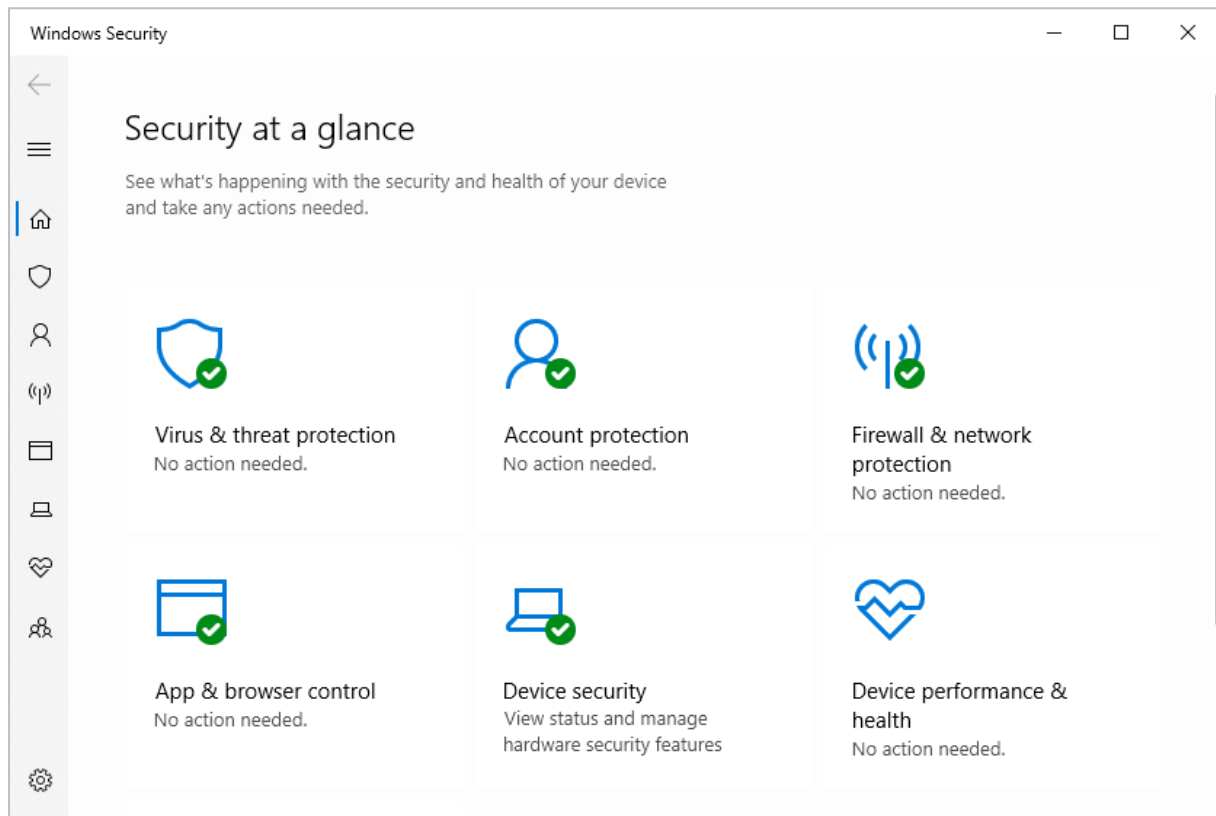 Windows Security
Security at a glance
See what's happening with the security and health of your device
and take any actions needed.
Virus & threat protection
No action needed.
Account protection
No action needed.
Firewall & network
protection
No action needed.
App & browser control
No action needed.
Device security
View status and manage
hardware security features
Device performance &
health
No action needed.